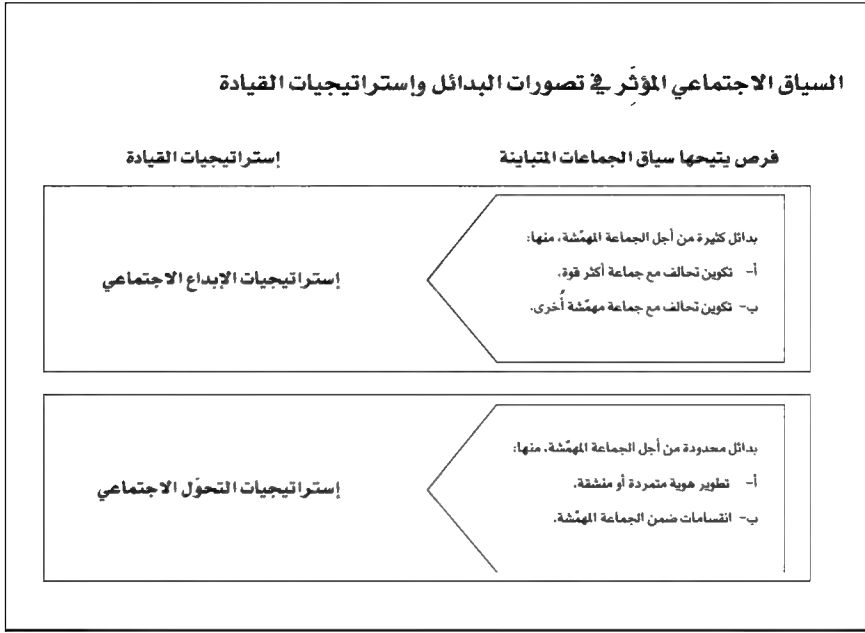 السياق الاجتماعي المؤثِّر في تصورات البدائل وإستراتيجيات القيادة
فرص يتيحها سياق الجماعات المتباينة
إستراتيجيات القيادة
بدائل كثيرة من أجل الجماعة المهمّشة، منها:
أ- تكوين تحالف مع جماعة أكثر قوة.
ب- تكوين تحالف مع جماعة مهمّشة أُخرى.
إستراتيجيات الإبداع الاجتماعي
بدائل محدودة من أجل الجماعة المهمّشة، منها:
أ- تطوير هوية متمردة أو منشقة.
ب- انقسامات ضمن الجماعة المهمّشة.
إستراتيجيات التحوّل الاجتماعي